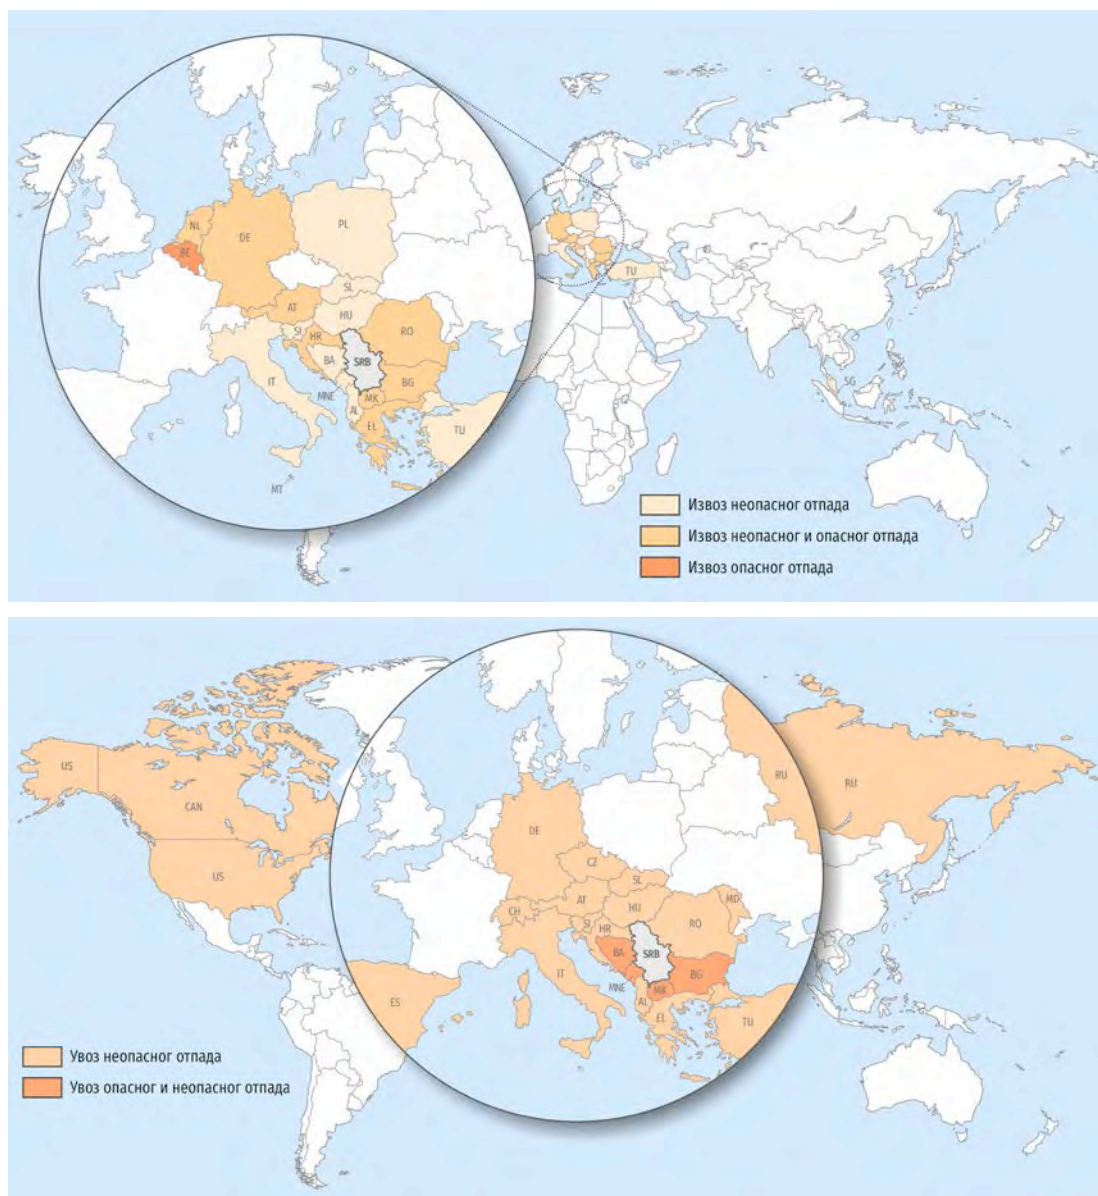 NL
DE
PL
BE
SL
AT
HU
SI
HR
RO
BA
SRB
IT
BG
MNE
MK
AL
EL
TU
MT
TU
SG
Извоз неопасног отпада
Извоз неопасног и опасног отпада
Извоз опасног отпада
US
CAN
US
RU
RU
DE
CZ
SL
AT
MD
CH
HU
RO
SI
HR
BA
SRB
IT
BG
MNE
MK
AL
ES
EL
TU
Увоз неопасног отпада
Увоз опасног и неопасног отпада